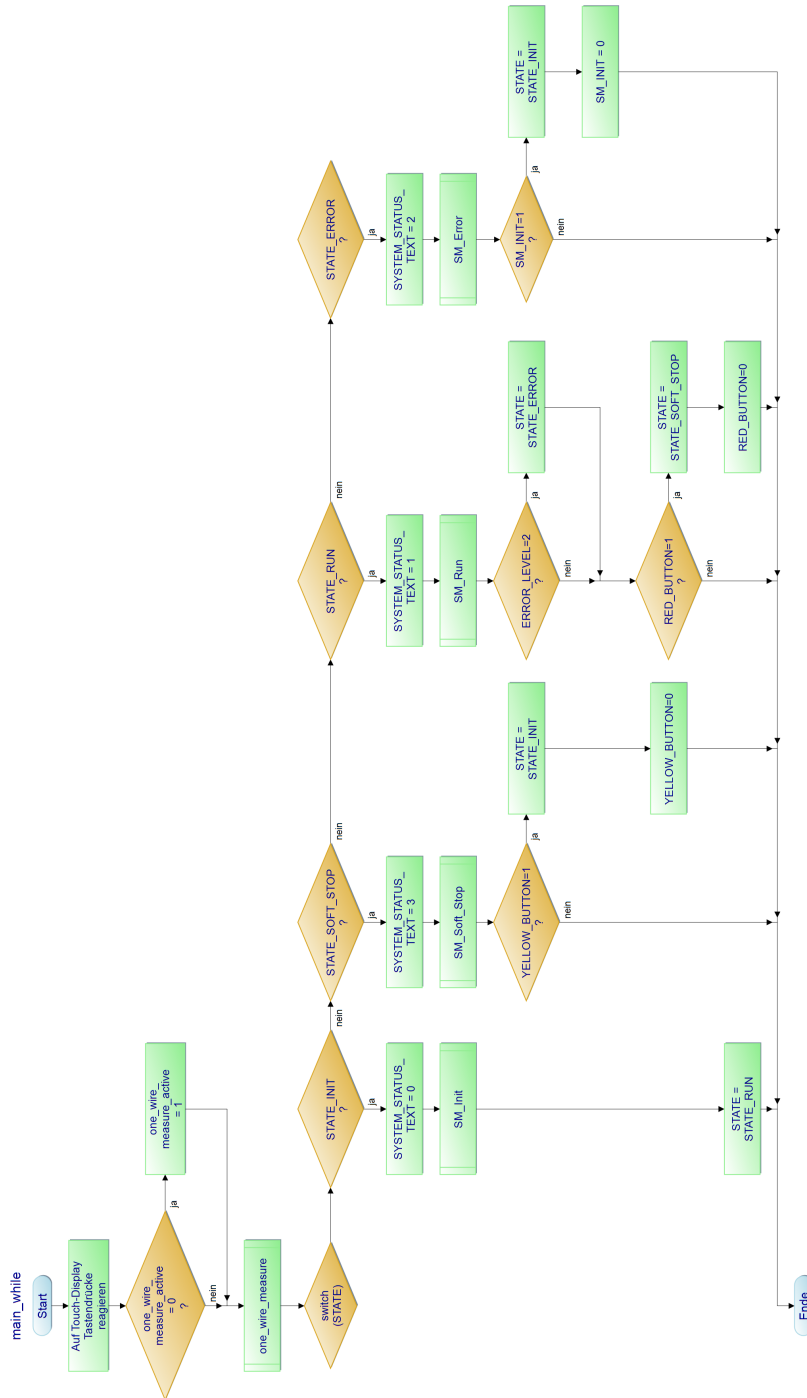 main_while
Start
Auf Touch-Display
Tastendrücke
reagieren
one_wire_
measure_active
= 0
?
ja
one_wire_
measure_active
= 1
nein
one_wire_measure
switch
(STATE)
STATE_INIT
?
nein
ja
SYSTEM_STATUS_
TEXT = 0
SM_Init
STATE =
STATE_RUN
STATE_SOFT_STOP
?
nein
ja
SYSTEM_STATUS_
TEXT = 3
SM_Soft_Stop
YELLOW_BUTTON=1
?
ja
nein
STATE =
STATE_INIT
YELLOW_BUTTON=0
STATE_RUN
?
nein
ja
SYSTEM_STATUS_
TEXT = 1
SM_Run
ERROR_LEVEL=2
?
ja
nein
STATE =
STATE_ERROR
RED_BUTTON=1
?
ja
nein
STATE =
STATE_SOFT_STOP
RED_BUTTON=0
STATE_ERROR
?
ja
SYSTEM_STATUS_
TEXT = 2
SM_Error
SM_INIT=1
?
ja
nein
STATE =
STATE_INIT
SM_INIT = 0
Ende